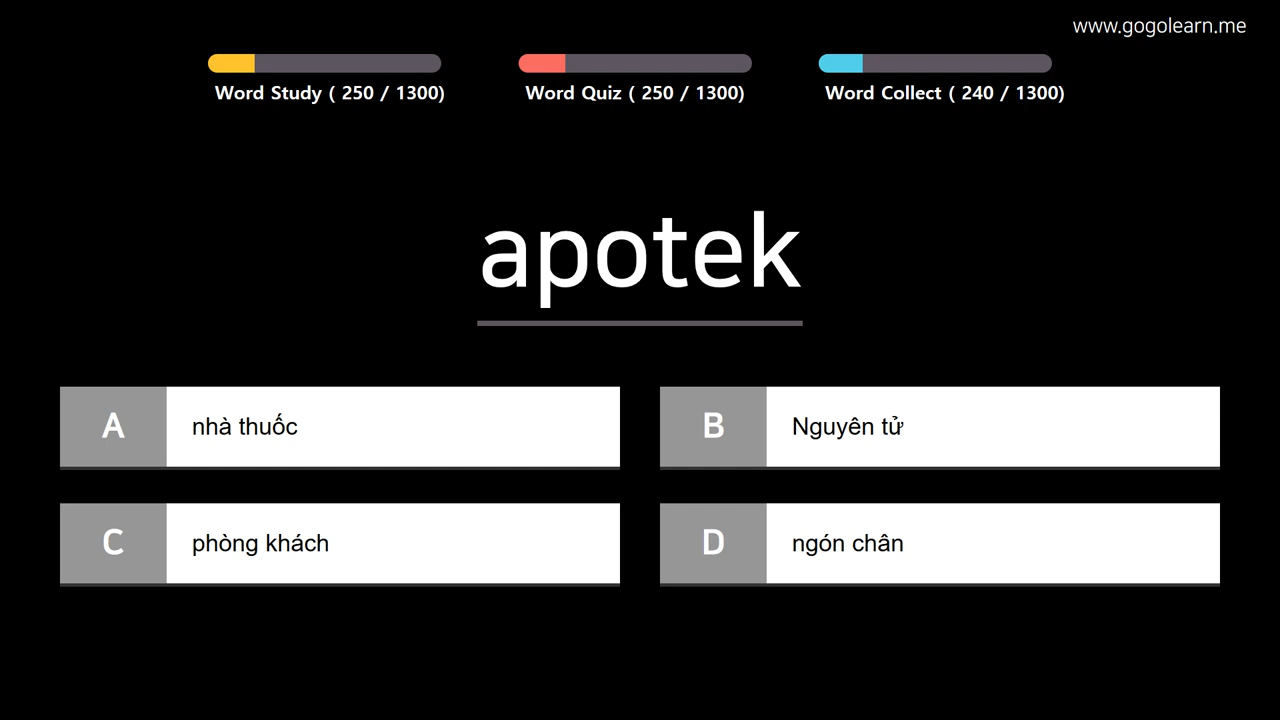 www.gogolearn.me
Word Study ( 250 / 1300)
Word Quiz ( 250 / 1300)
Word Collect ( 240 / 1300)
apotek
A
nhà thuốc
B
Nguyên tử
C
phòng khách
D
ngón chân